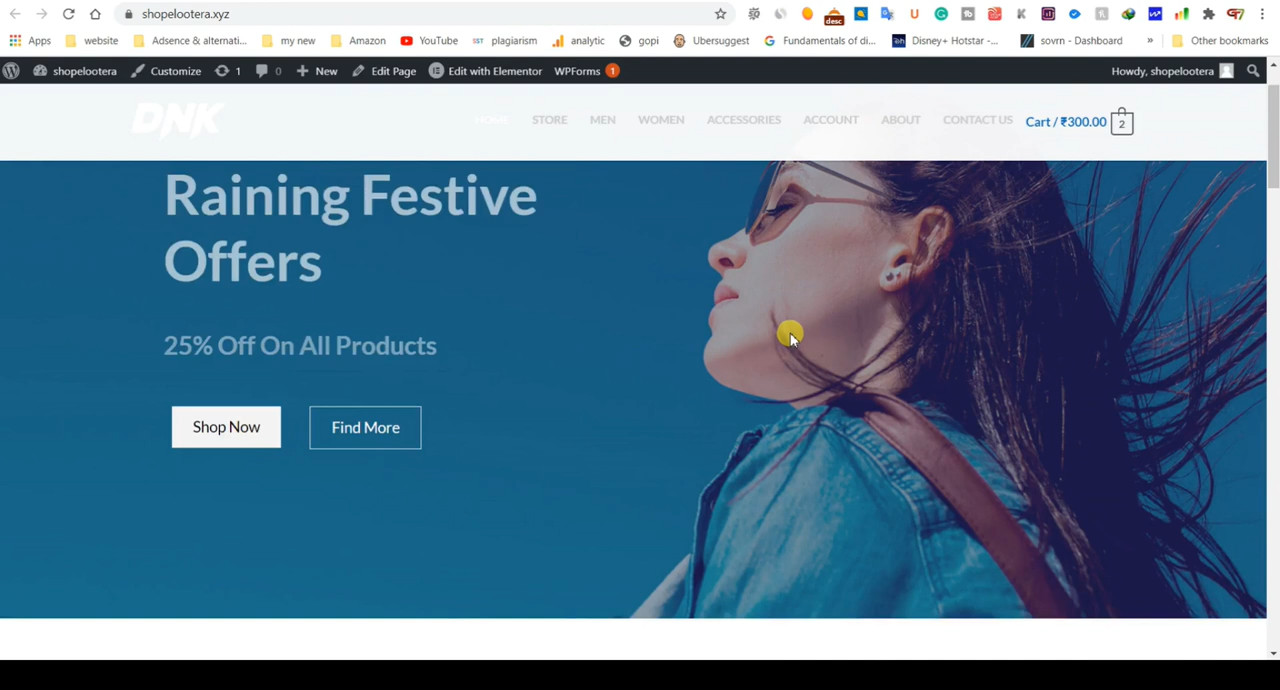 shopelootera.xyz
desc
Apps website Adsence & alternati... my new Amazon YouTube SST plagiarism analytic gopi Ubersuggest Fundamentals of di... Disney+ Hotstar -... sovrn - Dashboard » Other bookmarks
shopelootera Customize 1 0 New Edit Page Edit with Elementor WPForms 1 Howdy, shopelootera
DNK HOME STORE MEN WOMEN ACCESSORIES ACCOUNT ABOUT CONTACT US Cart / ₹300.00 2
Raining Festive
Offers
25% Off On All Products
Shop Now Find More